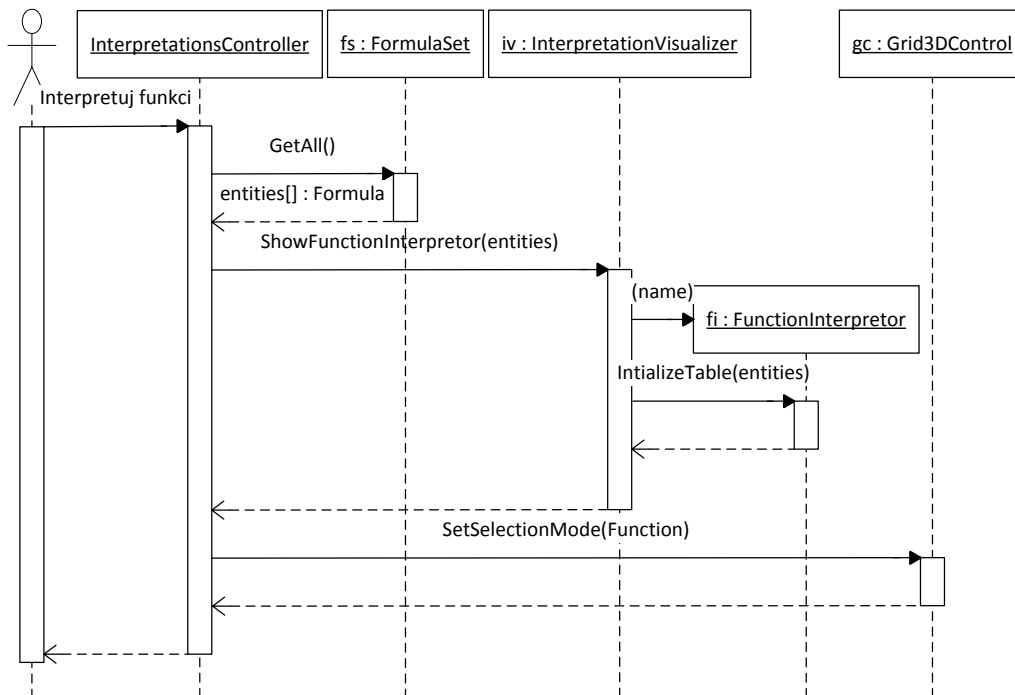 InterpretationsController
fs : FormulaSet
iv : InterpretationVisualizer
gc : Grid3DControl
Interpretuj funkci
GetAll()
entities[] : Formula
ShowFunctionInterpretor(entities)
(name)
fi : FunctionInterpretor
IntializeTable(entities)
SetSelectionMode(Function)